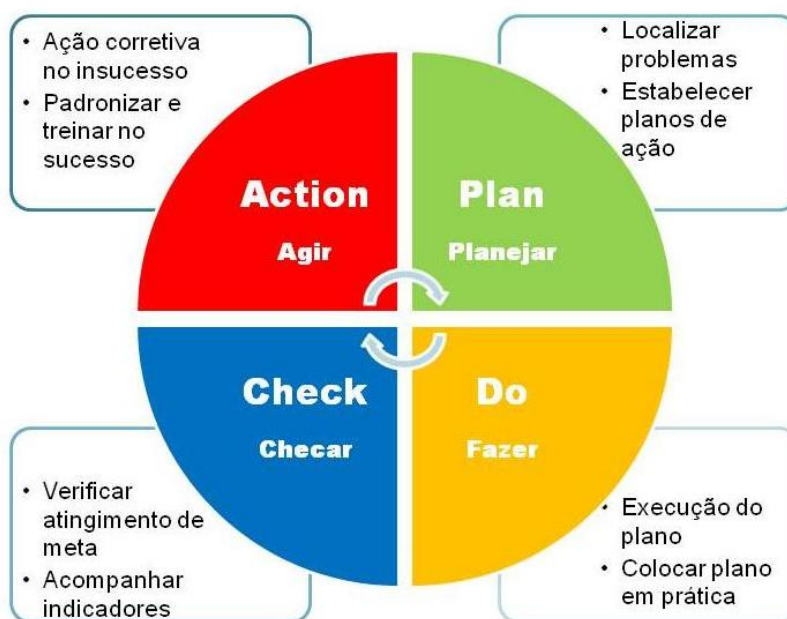 • Ação corretiva
no insucesso
• Padronizar e
treinar no
sucesso
• Localizar
problemas
• Estabelecer
planos de
ação
Action
Agir
Plan
Planejar
Check
Checar
Do
Fazer
• Verificar
atingimento de
meta
• Acompanhar
indicadores
• Execução do
plano
• Colocar plano
em prática